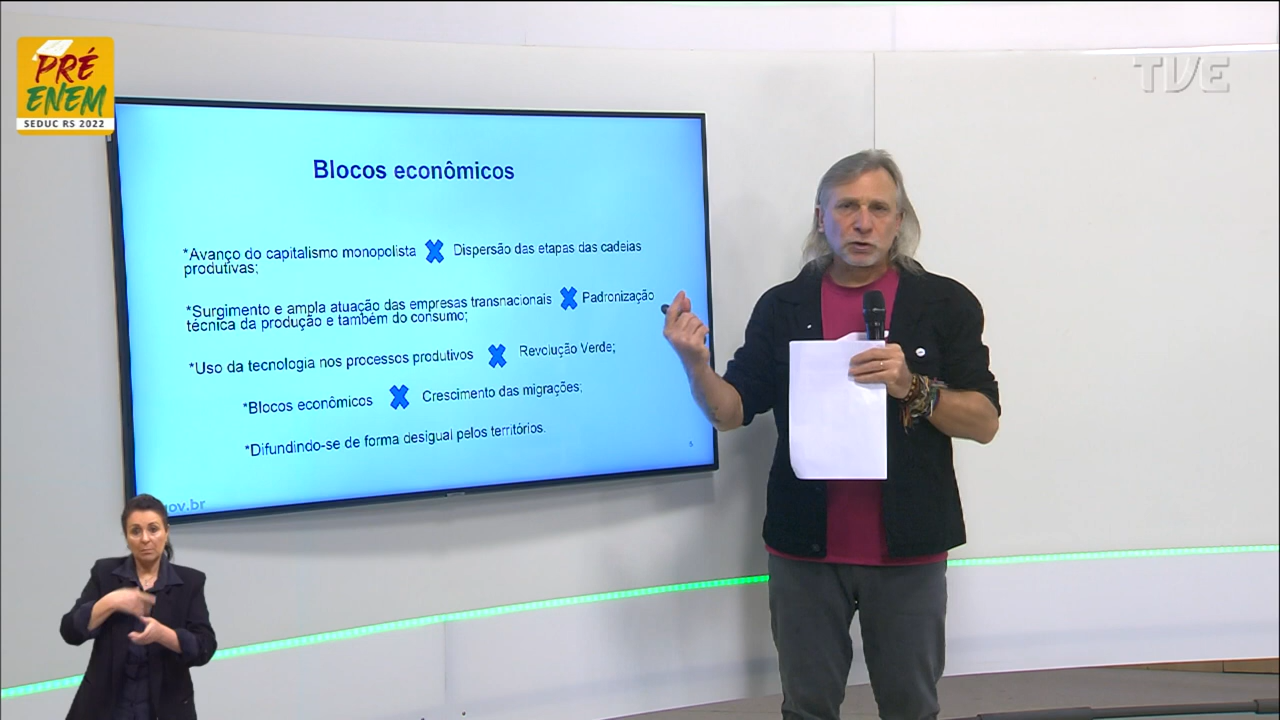 PRÉ
ENEM
SEDUC RS 2022
TVE
Blocos econômicos
*Avanço do capitalismo monopolista Dispersão das etapas das cadeias
produtivas;
*Surgimento e ampla atuação das empresas transnacionais Padronização
técnica da produção e também do consumo;
*Uso da tecnologia nos processos produtivos Revolução Verde;
*Blocos econômicos Crescimento das migrações;
*Difundindo-se de forma desigual pelos territórios.
5
gov.br